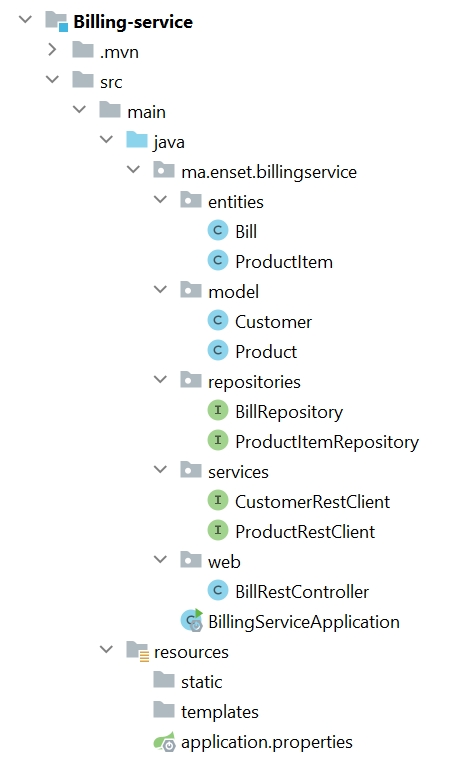 Billing-service
.mvn
src
main
java
ma.enset.billingservice
entities
C Bill
C ProductItem
model
C Customer
C Product
repositories
I BillRepository
I ProductItemRepository
services
I CustomerRestClient
I ProductRestClient
web
C BillRestController
C BillingServiceApplication
resources
static
templates
application.properties